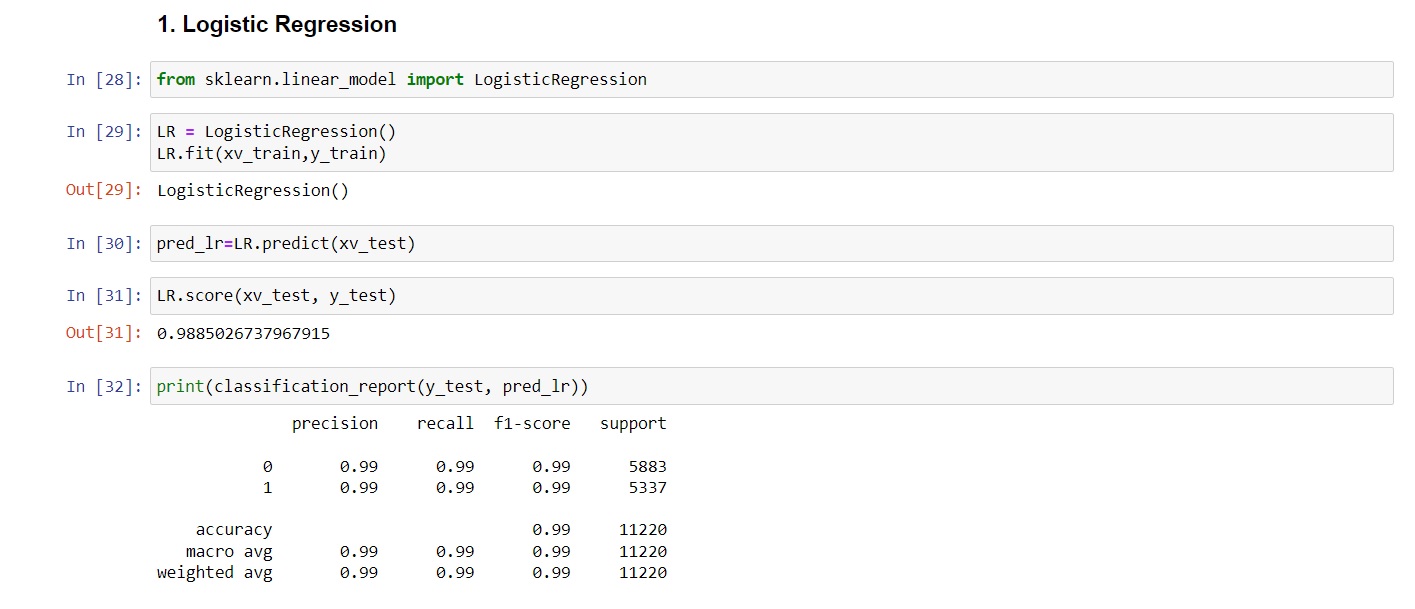 1. Logistic Regression
In [28]: from sklearn.linear_model import LogisticRegression
In [29]: LR = LogisticRegression()
LR.fit(xv_train,y_train)
Out[29]: LogisticRegression()
In [30]: pred_lr=LR.predict(xv_test)
In [31]: LR.score(xv_test, y_test)
Out[31]: 0.9885026737967915
In [32]: print(classification_report(y_test, pred_lr))
precision recall f1-score support
0 0.99 0.99 0.99 5883
1 0.99 0.99 0.99 5337
accuracy 0.99 11220
macro avg 0.99 0.99 0.99 11220
weighted avg 0.99 0.99 0.99 11220